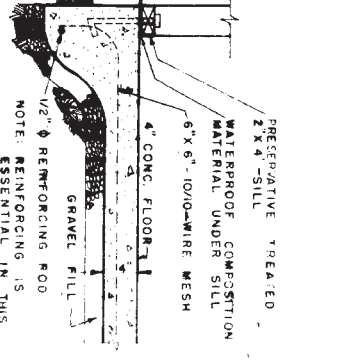 PRESERVATIVE TREATED
2" X 4" - SILL
WATERPROOF COMPOSITION
MATERIAL UNDER SILL
6" X 6" - 10/10 - WIRE MESH
4" CONC. FLOOR
GRAVEL FILL
1/2" Φ REINFORCING ROD
NOTE: REINFORCING IS
ESSENTIAL IN THIS